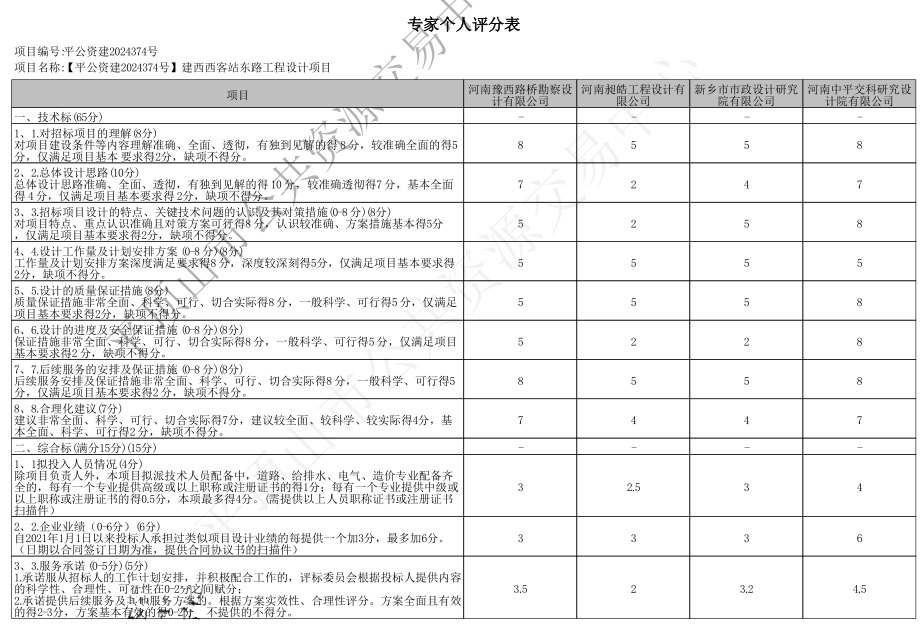 专家个人评分表
项目编号:平公资建2024374号
项目名称:【平公资建2024374号】建西西客站东路工程设计项目
项目 河南豫西路桥勘察设计有限公司 河南昶皓工程设计有限公司 新乡市市政设计研究院有限公司 河南中平交科研究设计院有限公司
一、技术标(65分) – – – –
1、1.对招标项目的理解(8分)
对项目建设条件等内容理解准确、全面、透彻，有独到见解的得8分，较准确全面的得5
分，仅满足项目基本要求得2分，缺项不得分。 8 5 5 8
2、2.总体设计思路(10分)
总体设计思路准确、全面、透彻，有独到见解的得10分，较准确透彻得7分，基本全面
得4分，仅满足项目基本要求得2分，缺项不得分。 7 2 4 7
3、3.招标项目设计的特点、关键技术问题的认识及其对策措施(0-8分)(8分)
对项目特点、重点认识准确且对策方案可行得8分，认识较准确、方案措施基本得5分
，仅满足项目基本要求得2分，缺项不得分。 5 2 5 8
4、4.设计工作量及计划安排方案(0-8分)(8分)
工作量及计划安排方案深度满足要求得8分，深度较深刻得5分，仅满足项目基本要求得
2分，缺项不得分。 5 5 5 5
5、5.设计的质量保证措施(8分)
质量保证措施非常全面、科学、可行、切合实际得8分，一般科学、可行得5分，仅满足
项目基本要求得2分，缺项不得分。 5 5 5 8
6、6.设计的进度及安全保证措施(0-8分)(8分)
保证措施非常全面、科学、可行、切合实际得8分，一般科学、可行得5分，仅满足项目
基本要求得2分，缺项不得分。 5 2 2 8
7、7.后续服务的安排及保证措施(0-8分)(8分)
后续服务安排及保证措施非常全面、科学、可行、切合实际得8分，一般科学、可行得5
分，仅满足项目基本要求得2分，缺项不得分。 8 5 5 8
8、8.合理化建议(7分)
建议非常全面、科学、可行、切合实际得7分，建议较全面、较科学、较实际得4分，基
本全面、科学、可行得2分，缺项不得分。 7 4 4 7
二、综合标(满分15分)(15分) – – – –
1、1拟投入人员情况(4分)
除项目负责人外，本项目拟派技术人员配备中，道路、给排水、电气、造价专业配备齐
全的，每有一个专业提供高级或以上职称或注册证书的得1分，每有一个专业提供中级或
以上职称或注册证书的得0.5分，本项最多得4分。(需提供以上人员职称证书或注册证书
扫描件） 3 2.5 3 4
2、2.企业业绩（0-6分）(6分)
自2021年1月1日以来投标人承担过类似项目设计业绩的每提供一个加3分，最多加6分。
（日期以合同签订日期为准，提供合同协议书的扫描件） 3 3 3 6
3、3.服务承诺(0-5分)(5分)
1.承诺服从招标人的工作计划安排，并积极配合工作的，评标委员会根据投标人提供内容
的科学性、合理性、可行性在0-2分之间赋分；
2.承诺提供后续服务及其他服务方案的。根据方案实效性、合理性评分。方案全面且有效
的得2-3分，方案基本有效的得0-2分，不提供的不得分。 3.5 2 3.2 4.5
平顶山市公共资源交易中心
平顶山市公共资源交易中心